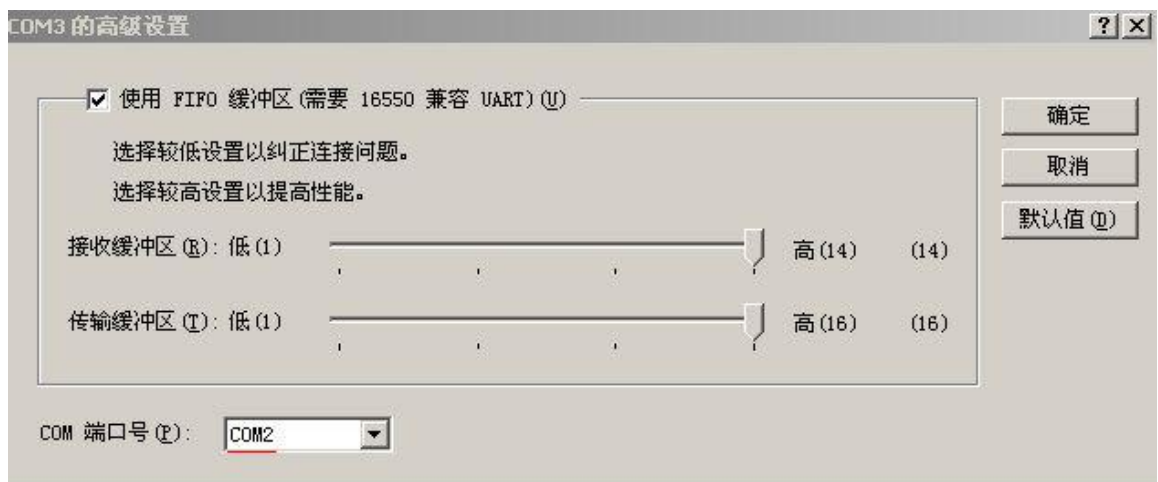 COM3 的高级设置
使用 FIFO 缓冲区(需要 16550 兼容 UART)(U)
选择较低设置以纠正连接问题。
选择较高设置以提高性能。
接收缓冲区(R): 低(1) 高(14) (14)
传输缓冲区(T): 低(1) 高(16) (16)
COM 端口号(P): COM2
确定
取消
默认值(D)